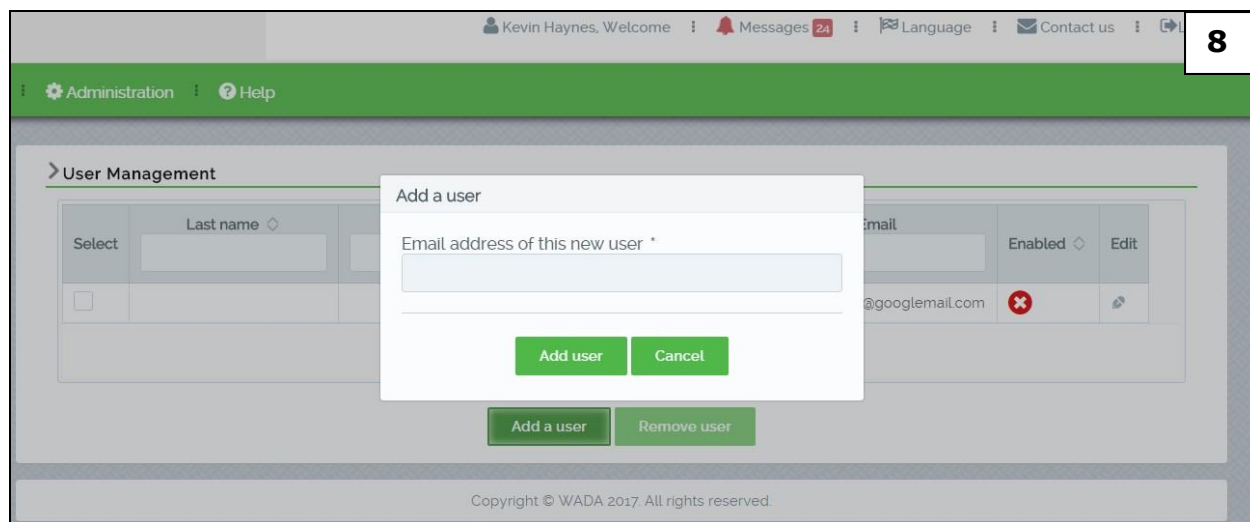 Kevin Haynes, Welcome Messages 24 Language Contact us
8
Administration Help
User Management
Add a user
Select Last name Email Enabled Edit
Email address of this new user *
@googlemail.com
Add user Cancel
Add a user Remove user
Copyright © WADA 2017. All rights reserved.